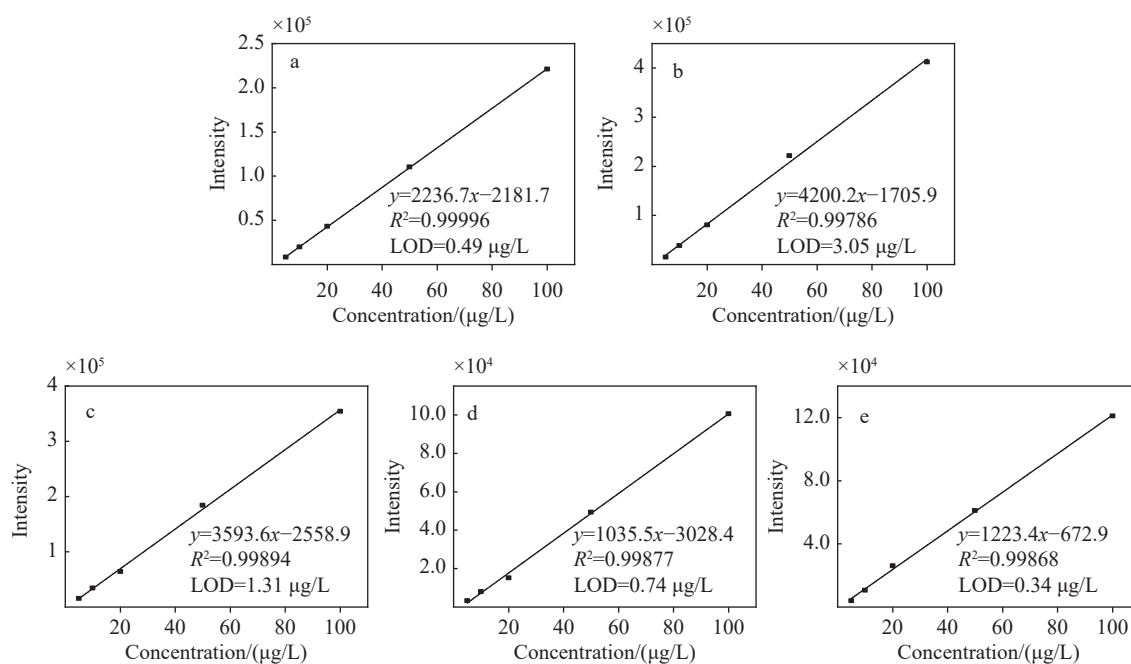 ×10⁵
2.5
a
2.0
1.5
1.0
0.5
Intensity
y=2236.7x−2181.7
R²=0.99996
LOD=0.49 μg/L
20 40 60 80 100
Concentration/(μg/L)
×10⁵
4
b
3
2
1
Intensity
y=4200.2x−1705.9
R²=0.99786
LOD=3.05 μg/L
20 40 60 80 100
Concentration/(μg/L)
×10⁵
4
c
3
2
1
Intensity
y=3593.6x−2558.9
R²=0.99894
LOD=1.31 μg/L
20 40 60 80 100
Concentration/(μg/L)
×10⁴
10.0
d
8.0
6.0
4.0
2.0
Intensity
y=1035.5x−3028.4
R²=0.99877
LOD=0.74 μg/L
20 40 60 80 100
Concentration/(μg/L)
×10⁴
12.0
e
8.0
4.0
Intensity
y=1223.4x−672.9
R²=0.99868
LOD=0.34 μg/L
20 40 60 80 100
Concentration/(μg/L)